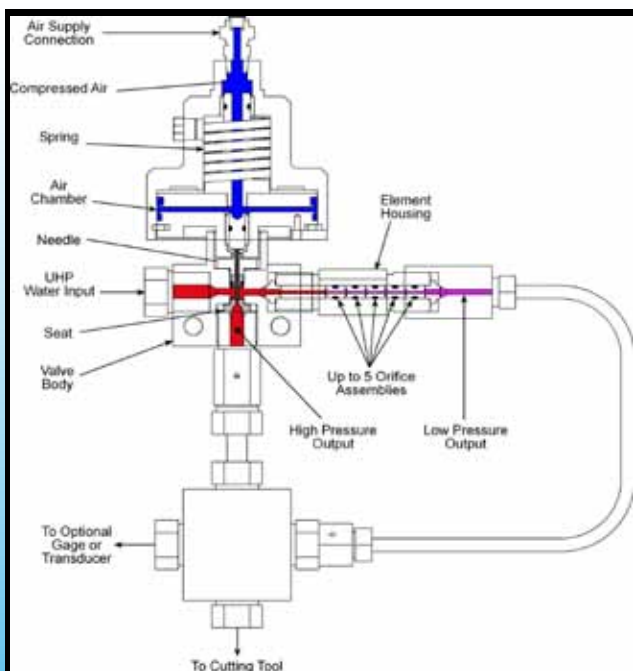 Air Supply
Connection
Compressed Air
Spring
Air
Chamber
Element
Housing
Needle
UHP
Water Input
Seat
Valve
Body
Up to 5 Orifice
Assemblies
High Pressure
Output
Low Pressure
Output
To Optional
Gage or
Transducer
To Cutting Tool